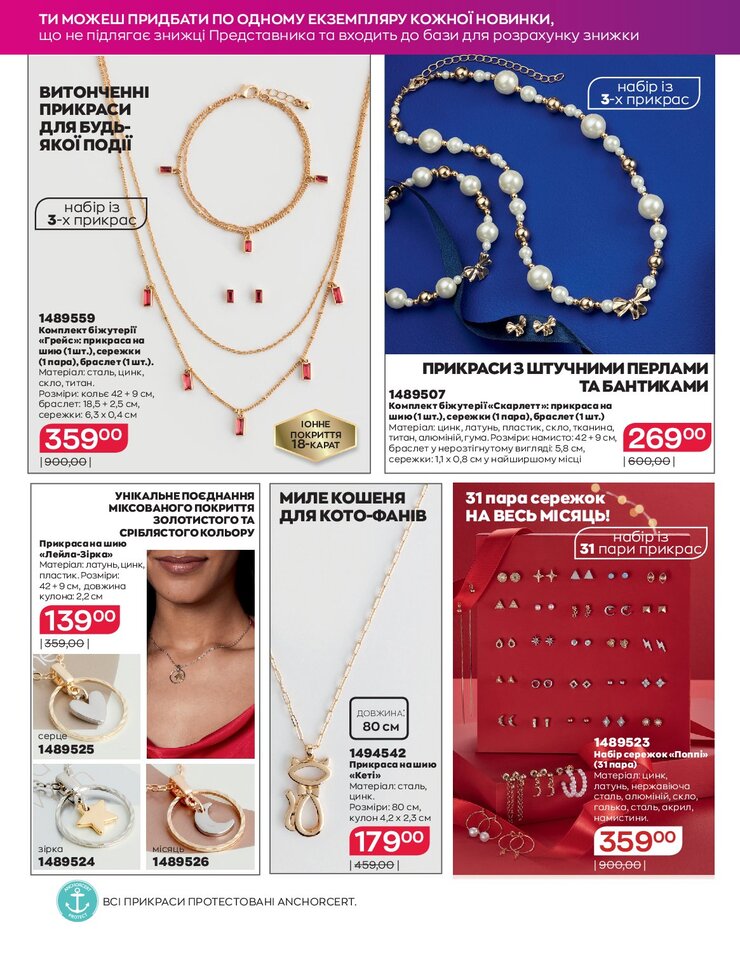 ТИ МОЖЕШ ПРИДБАТИ ПО ОДНОМУ ЕКЗЕМПЛЯРУ КОЖНОЇ НОВИНКИ,
що не підлягає знижці Представника та входить до бази для розрахунку знижки
ВИТОНЧЕННІ
ПРИКРАСИ
ДЛЯ БУДЬ-
ЯКОЇ ПОДІЇ
набір із
3-х прикрас
1489559
Комплект біжутерії
«Грейс»: прикраса на
шию (1 шт.), сережки
(1 пара), браслет (1 шт.).
Матеріал: сталь, цинк,
скло, титан.
Розміри: кольє 42 + 9 см,
браслет: 18,5 + 2,5 см,
сережки: 6,3 х 0,4 см
359⁰⁰
|900,00|
ІОННЕ
ПОКРИТТЯ
18-КАРАТ
набір із
3-х прикрас
ПРИКРАСИ З ШТУЧНИМИ ПЕРЛАМИ
ТА БАНТИКАМИ
1489507
Комплект біжутерії «Скарлетт»: прикраса на
шию (1 шт.), сережки (1 пара), браслет (1 шт.)
Матеріал: цинк, латунь, пластик, скло, тканина,
титан, алюміній, гума. Розміри: намисто: 42 + 9 см,
браслет у нерозтігнутому вигляді: 5,8 см,
сережки: 1,1 х 0,8 см у найширшому місці
269⁰⁰
|600,00|
УНІКАЛЬНЕ ПОЄДНАННЯ
МІКСОВАНОГО ПОКРИТТЯ
ЗОЛОТИСТОГО ТА
СРІБЛЯСТОГО КОЛЬОРУ
Прикраса на шию
«Лейла-Зірка»
Матеріал: латунь, цинк,
пластик. Розміри:
42 + 9 см, довжина
кулона: 2,2 см
139⁰⁰
|359,00|
серце
1489525
зірка
1489524
місяць
1489526
МИЛЕ КОШЕНЯ
ДЛЯ КОТО-ФАНІВ
ДОВЖИНА:
80 см
1494542
Прикраса на шию
«Кеті»
Матеріал: сталь,
цинк.
Розміри: 80 см,
кулон 4,2 х 2,3 см
179⁰⁰
|459,00|
31 пара сережок
НА ВЕСЬ МІСЯЦЬ!
набір із
31 пари прикрас
1489523
Набір сережок «Поппі»
(31 пара)
Матеріал: цинк,
латунь, нержавіюча
сталь, алюміній, скло,
галька, сталь, акрил,
намистини.
359⁰⁰
|900,00|
ANCHORCERT
PROTECT
ВСІ ПРИКРАСИ ПРОТЕСТОВАНІ ANCHORCERT.